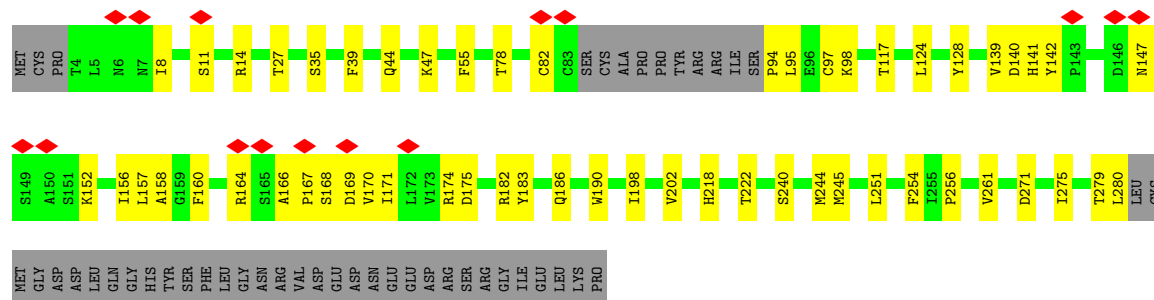 MET CYS PRO T4 L5 N6 N7 I8 S11 R14 T27 S35 F39 Q44 K47 F55 T78 C82 C83 SER CYS ALA PRO PRO TYR ARG ARG ILE SER P94 L95 E96 C97 K98 T117 L124 Y128 V139 D140 H141 Y142 P143 D146 N147
S149 A150 S151 K152 I156 L157 A158 G159 F160 R164 S165 A166 P167 S168 D169 V170 I171 L172 V173 R174 D175 R182 Y183 Q186 W190 I198 V202 H218 T222 S240 M244 M245 L251 F254 I255 P256 V261 D271 I275 T279 L280 LEU CYS
MET GLY ASP ASP LEU GLN GLY HIS TYR SER PHE LEU GLY ASN ARG VAL ASP GLU ASP ASN GLU GLU ASP ARG SER ARG GLY ILE GLU LEU LYS PRO